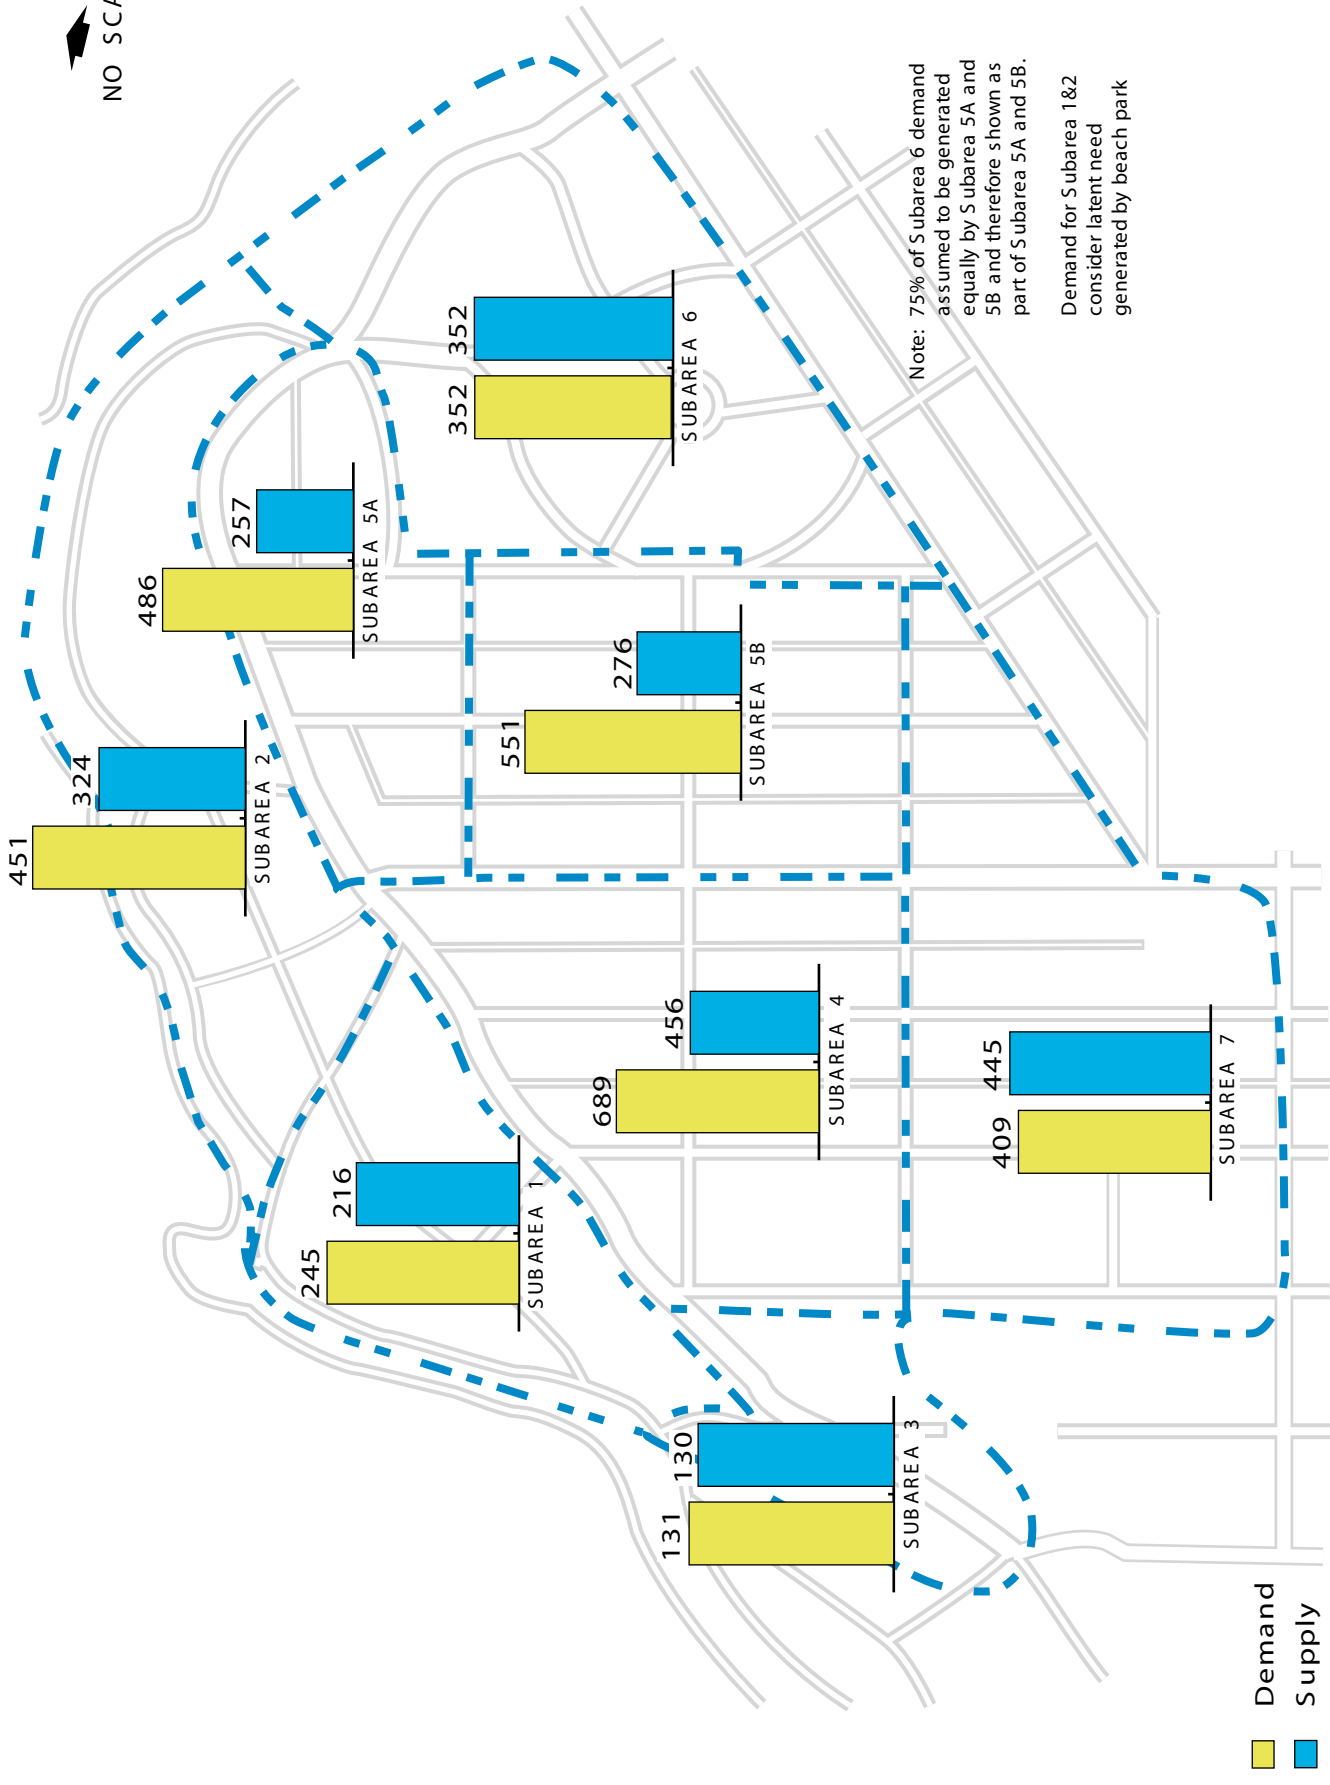 NO SCA
451
324
SUBAREA 2
486
257
SUBAREA 5A
352
352
SUBAREA 6
551
276
SUBAREA 5B
245
216
SUBAREA 1
689
456
SUBAREA 4
409
445
SUBAREA 7
131
130
SUBAREA 3
Note: 75% of Subarea 6 demand
assumed to be generated
equally by Subarea 5A and
5B and therefore shown as
part of Subarea 5A and 5B.
Demand for Subarea 1&2
consider latent need
generated by beach park
Demand
Supply